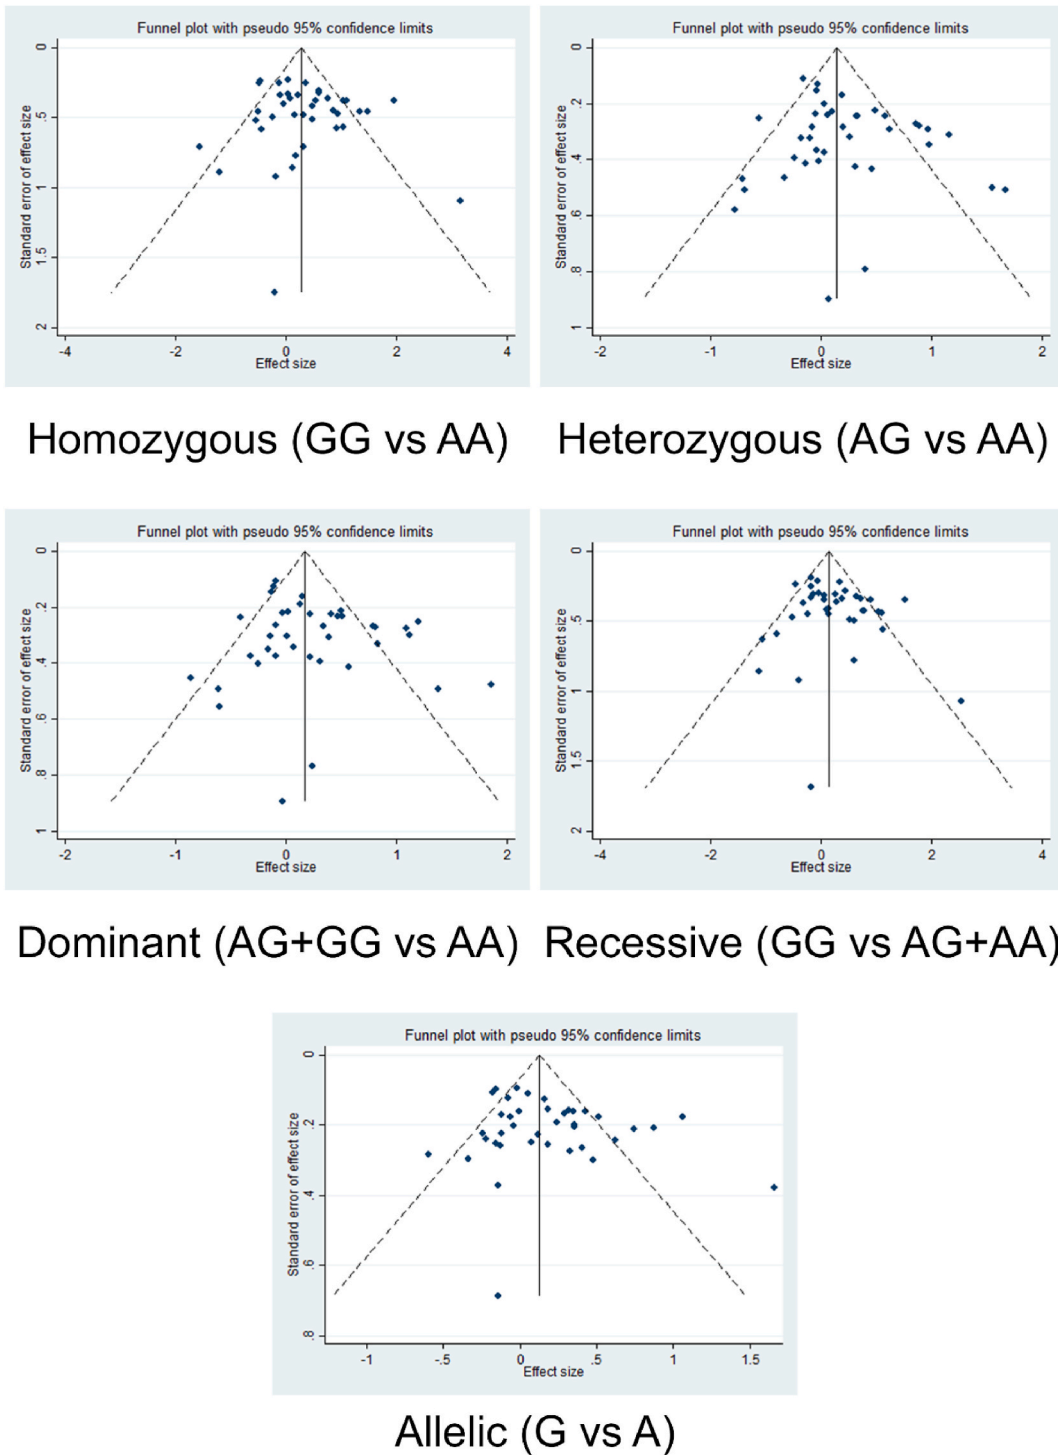 Funnel plot with pseudo 95% confidence limits
Standard error of effect size
0
.5
1
1.5
2
-4
-2
0
2
4
Effect size
Homozygous (GG vs AA)
Funnel plot with pseudo 95% confidence limits
Standard error of effect size
0
.2
.4
.6
.8
1
-2
-1
0
1
2
Effect size
Heterozygous (AG vs AA)
Funnel plot with pseudo 95% confidence limits
Standard error of effect size
0
.2
.4
.6
.8
1
-2
-1
0
1
2
Effect size
Dominant (AG+GG vs AA)
Funnel plot with pseudo 95% confidence limits
Standard error of effect size
0
.5
1
1.5
2
-4
-2
0
2
4
Effect size
Recessive (GG vs AG+AA)
Funnel plot with pseudo 95% confidence limits
Standard error of effect size
0
.2
.4
.6
.8
-1
-.5
0
.5
1
1.5
Effect size
Allelic (G vs A)